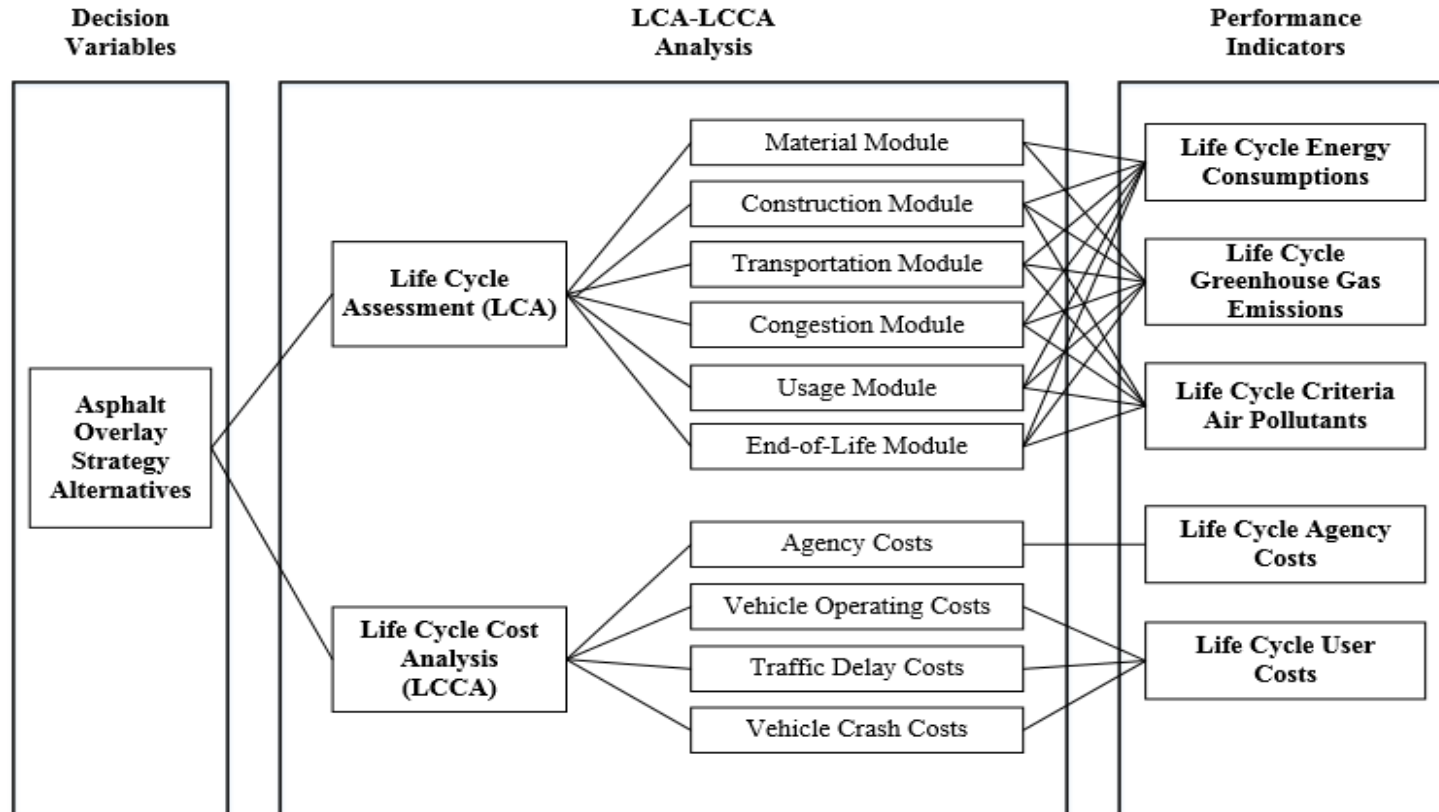 Decision
Variables
LCA-LCCA
Analysis
Performance
Indicators
Asphalt
Overlay
Strategy
Alternatives
Life Cycle
Assessment (LCA)
Life Cycle Cost
Analysis
(LCCA)
Material Module
Construction Module
Transportation Module
Congestion Module
Usage Module
End-of-Life Module
Agency Costs
Vehicle Operating Costs
Traffic Delay Costs
Vehicle Crash Costs
Life Cycle Energy
Consumptions
Life Cycle
Greenhouse Gas
Emissions
Life Cycle Criteria
Air Pollutants
Life Cycle Agency
Costs
Life Cycle User
Costs